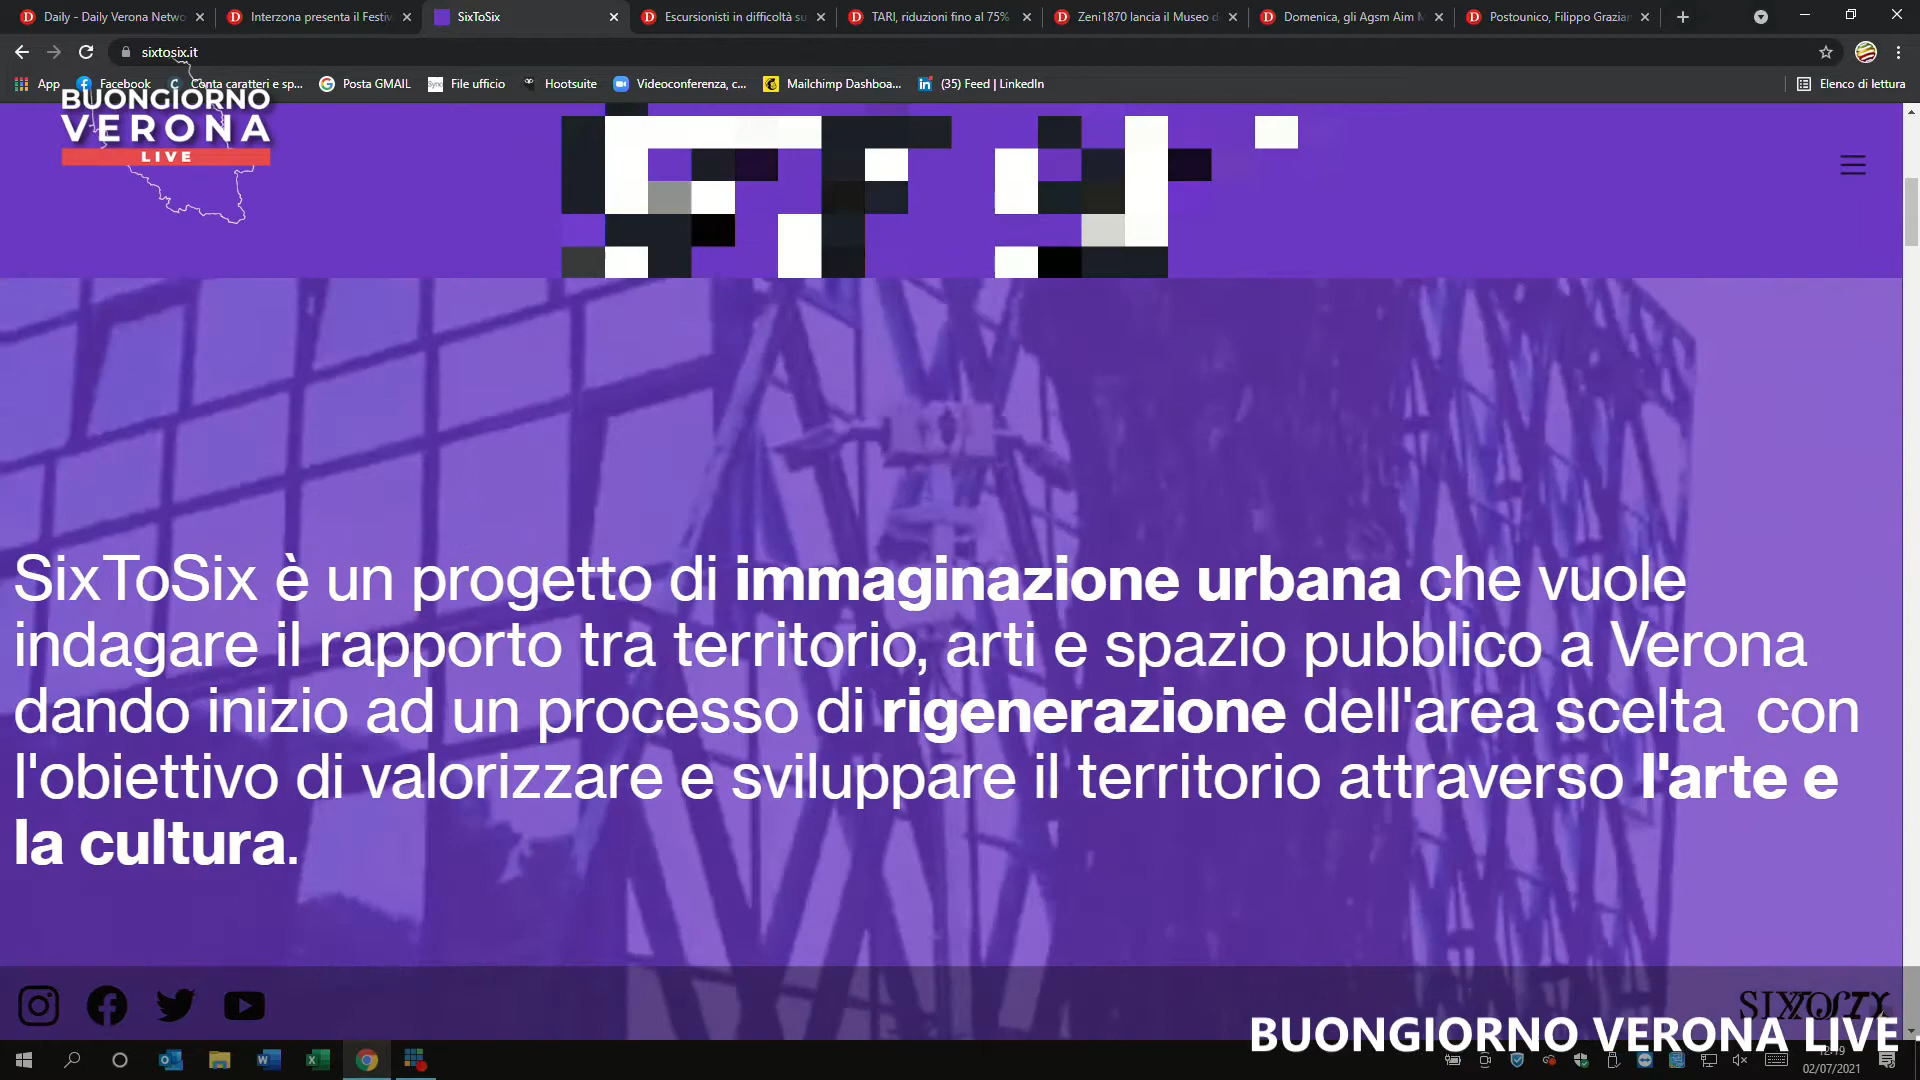 Daily - Daily Verona Netwo
Interzona presenta il Festiv
SixToSix
Escursionisti in difficoltà su
TARI, riduzioni fino al 75%
Zeni1870 lancia il Museo d
Domenica, gli Agsm Aim M
Postounico, Filippo Grazian
sixtosix.it
App
Facebook
Conta caratteri e sp...
Posta GMAIL
File ufficio
Hootsuite
Videoconferenza, c...
Mailchimp Dashboa...
(35) Feed | LinkedIn
Elenco di lettura
BUONGIORNO
VERONA
LIVE
SixToSix è un progetto di immaginazione urbana che vuole
indagare il rapporto tra territorio, arti e spazio pubblico a Verona
dando inizio ad un processo di rigenerazione dell'area scelta con
l'obiettivo di valorizzare e sviluppare il territorio attraverso l'arte e
la cultura.
BUONGIORNO VERONA LIVE -
12:19
02/07/2021